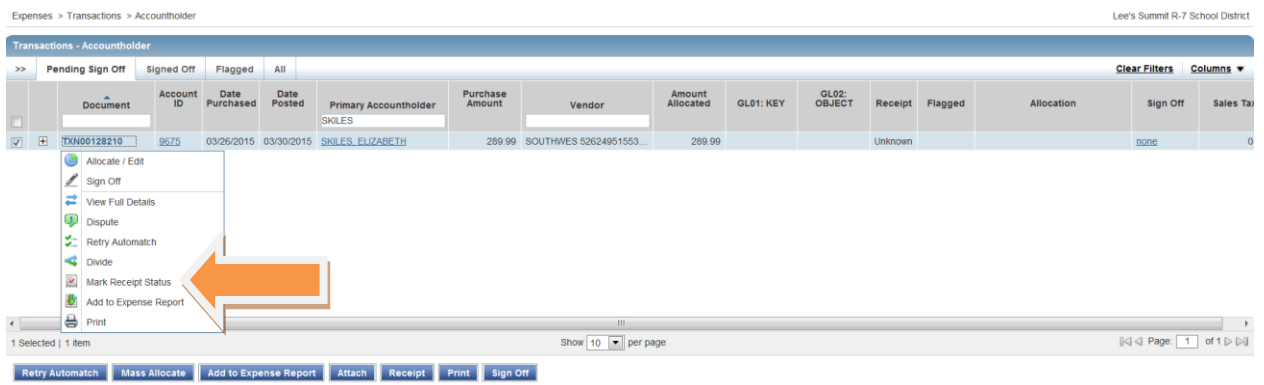 Expenses > Transactions > Accountholder Lee's Summit R-7 School District
Transactions - Accountholder
>> Pending Sign Off Signed Off Flagged All Clear Filters Columns ▼
Document Account ID Date Purchased Date Posted Primary Accountholder Purchase Amount Vendor Amount Allocated GL01: KEY GL02: OBJECT Receipt Flagged Allocation Sign Off Sales Tax
SKILES
TXN00128210 9675 03/26/2015 03/30/2015 SKILES, ELIZABETH 289.99 SOUTHWES 52624951553... 289.99 Unknown none 0
Allocate / Edit
Sign Off
View Full Details
Dispute
Retry Automatch
Divide
Mark Receipt Status
Add to Expense Report
Print
1 Selected | 1 item Show 10 per page Page: 1 of 1
Retry Automatch Mass Allocate Add to Expense Report Attach Receipt Print Sign Off